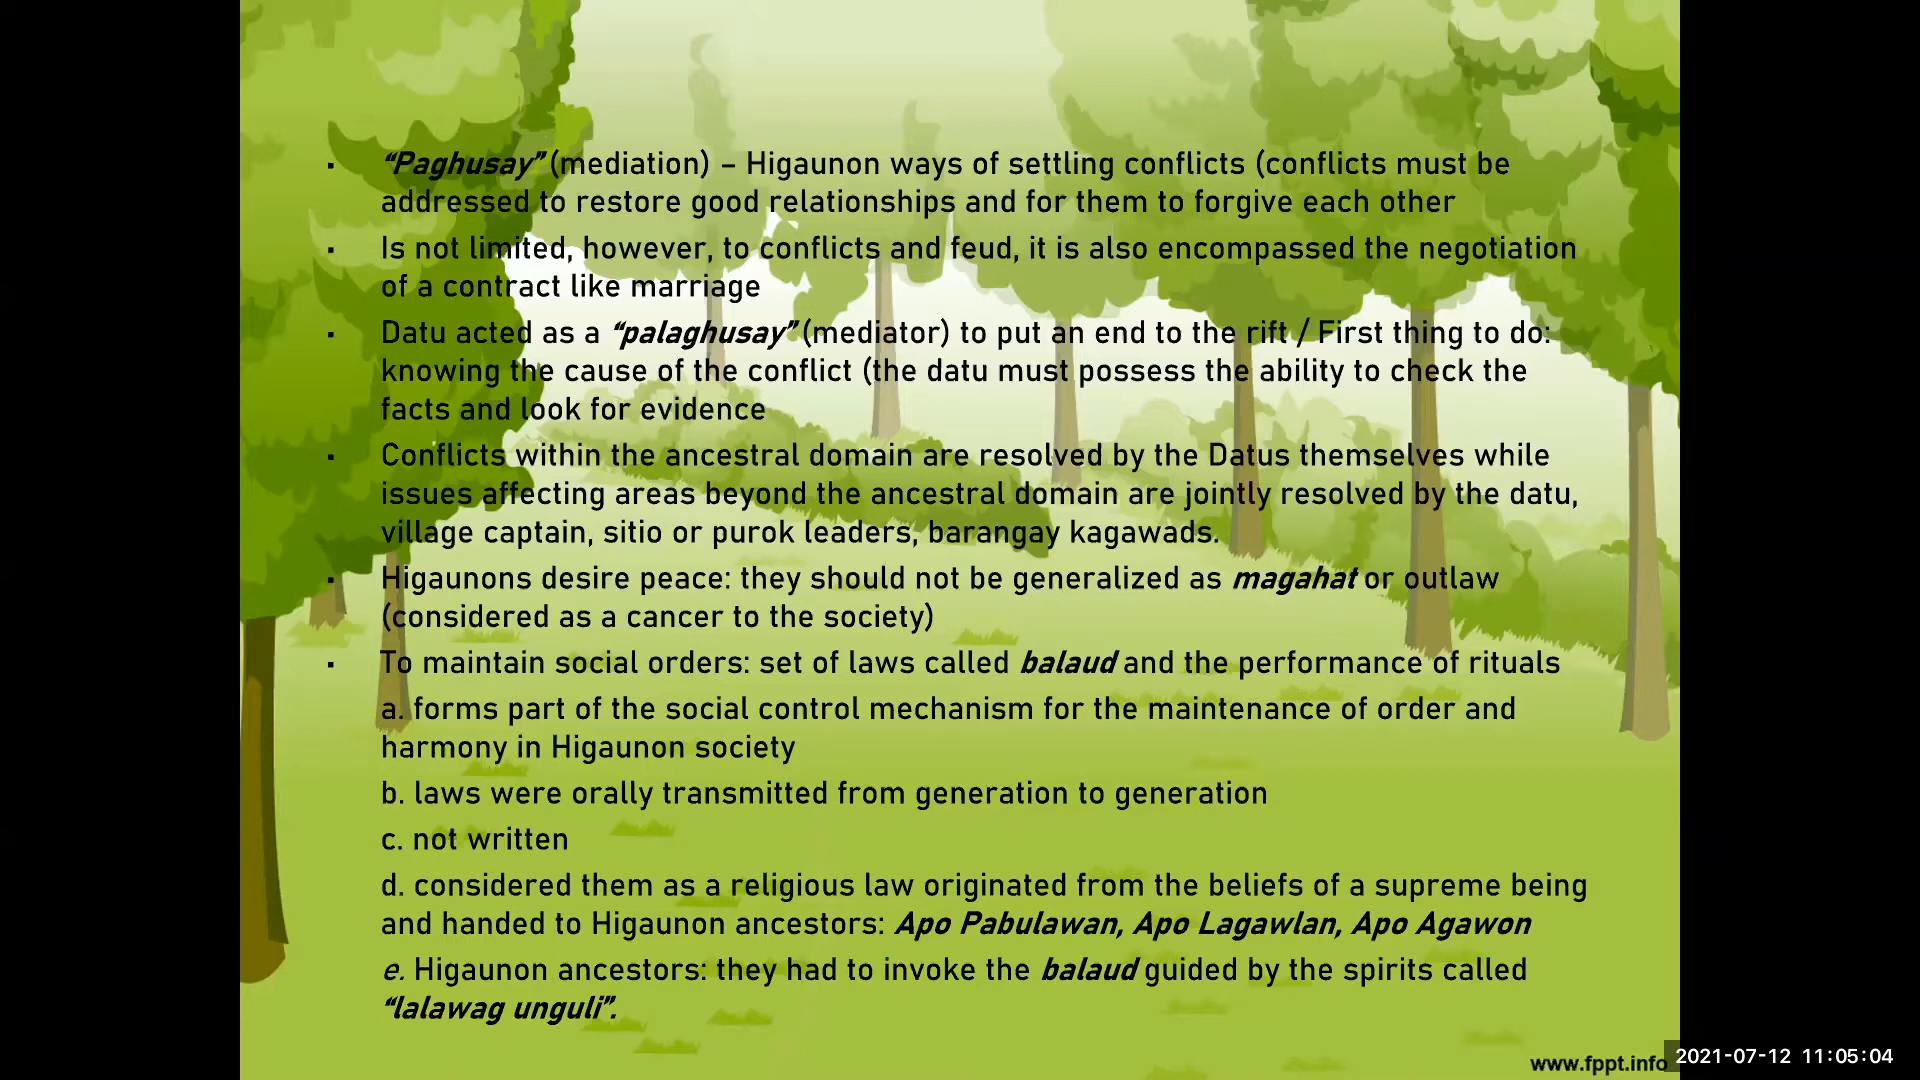 ▪ “Paghusay” (mediation) – Higaunon ways of settling conflicts (conflicts must be
addressed to restore good relationships and for them to forgive each other
▪ Is not limited, however, to conflicts and feud, it is also encompassed the negotiation
of a contract like marriage
▪ Datu acted as a “palaghusay” (mediator) to put an end to the rift / First thing to do:
knowing the cause of the conflict (the datu must possess the ability to check the
facts and look for evidence
▪ Conflicts within the ancestral domain are resolved by the Datus themselves while
issues affecting areas beyond the ancestral domain are jointly resolved by the datu,
village captain, sitio or purok leaders, barangay kagawads.
▪ Higaunons desire peace: they should not be generalized as magahat or outlaw
(considered as a cancer to the society)
▪ To maintain social orders: set of laws called balaud and the performance of rituals
a. forms part of the social control mechanism for the maintenance of order and
harmony in Higaunon society
b. laws were orally transmitted from generation to generation
c. not written
d. considered them as a religious law originated from the beliefs of a supreme being
and handed to Higaunon ancestors: Apo Pabulawan, Apo Lagawlan, Apo Agawon
e. Higaunon ancestors: they had to invoke the balaud guided by the spirits called
“lalawag unguli”.
www.fppt.info
2021-07-12 11:05:04